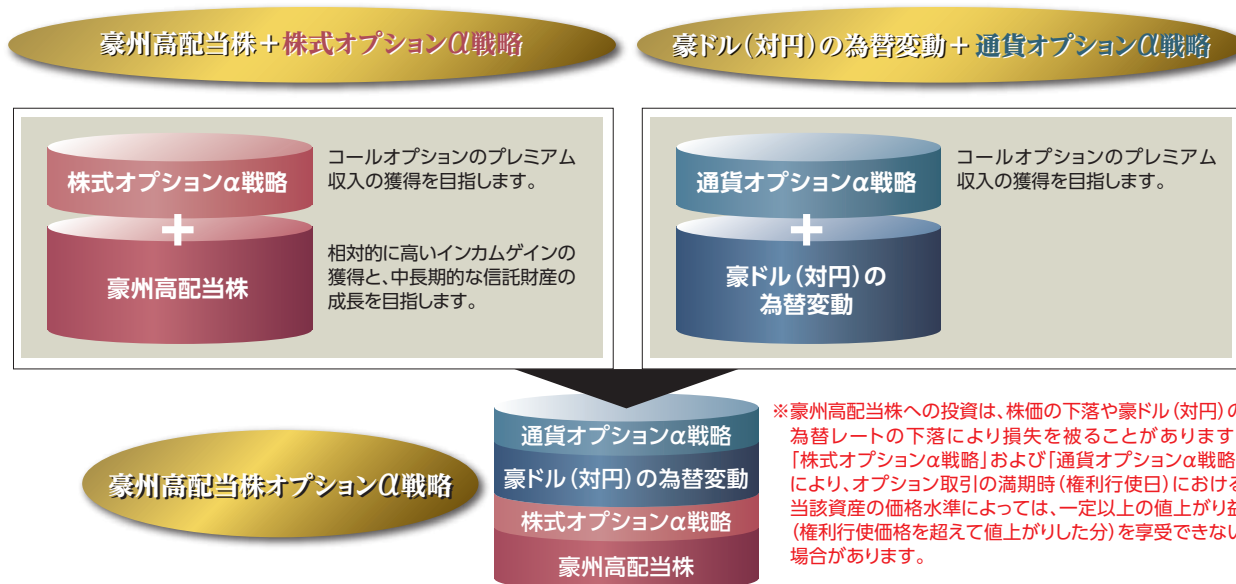 豪州高配当株＋株式オプションα戦略
豪ドル（対円）の為替変動＋通貨オプションα戦略
株式オプションα戦略
＋
豪州高配当株
コールオプションのプレミアム
収入の獲得を目指します。
相対的に高いインカムゲインの
獲得と、中長期的な信託財産の
成長を目指します。
通貨オプションα戦略
＋
豪ドル（対円）の
為替変動
コールオプションのプレミアム
収入の獲得を目指します。
豪州高配当株オプションα戦略
通貨オプションα戦略
豪ドル（対円）の為替変動
株式オプションα戦略
豪州高配当株
※豪州高配当株への投資は、株価の下落や豪ドル（対円）の
為替レートの下落により損失を被ることがあります
「株式オプションα戦略」および「通貨オプションα戦略
により、オプション取引の満期時（権利行使日）における
当該資産の価格水準によっては、一定以上の値上がり益
（権利行使価格を超えて値上がりした分）を享受できない
場合があります。